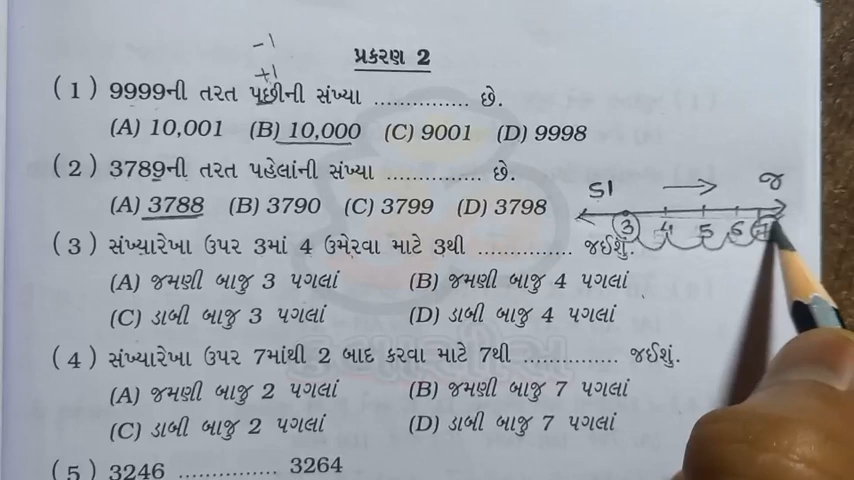 -1
પ્રકરણ 2
+1
(1) 9999ની તરત પછીની સંખ્યા ............... છે.
(A) 10,001 (B) 10,000 (C) 9001 (D) 9998
(2) 3789ની તરત પહેલાંની સંખ્યા ............... છે.
(A) 3788 (B) 3790 (C) 3799 (D) 3798
ડા જ
3 4 5 6 7
(3) સંખ્યારેખા ઉપર 3માં 4 ઉમેરવા માટે 3થી ............... જઈશું.
(A) જમણી બાજુ 3 પગલાં (B) જમણી બાજુ 4 પગલાં
(C) ડાબી બાજુ 3 પગલાં (D) ડાબી બાજુ 4 પગલાં
(4) સંખ્યારેખા ઉપર 7માંથી 2 બાદ કરવા માટે 7થી ............... જઈશું.
(A) જમણી બાજુ 2 પગલાં (B) જમણી બાજુ 7 પગલાં
(C) ડાબી બાજુ 2 પગલાં (D) ડાબી બાજુ 7 પગલાં
(5) 3246 ............... 3264